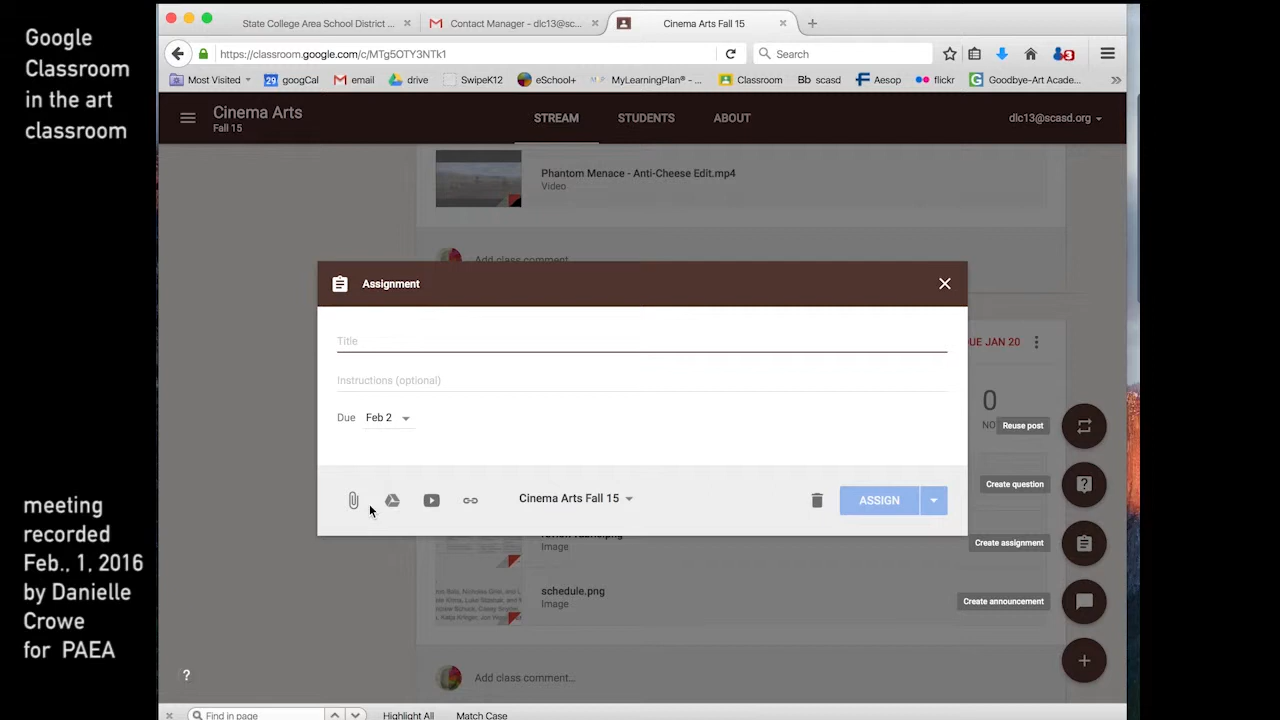 Google
Classroom
in the art
classroom
meeting
recorded
Feb., 1, 2016
by Danielle
Crowe
for PAEA
State College Area School District ...
Contact Manager - dlc13@sc...
Cinema Arts Fall 15
https://classroom.google.com/c/MTg5OTY3NTk1
Search
3
Most Visited
29 googCal
email
drive
SwipeK12
eSchool+
MyLearningPlan® - ...
Classroom
Bb scasd
Aesop
flickr
Goodbye-Art Acade...
Cinema Arts
Fall 15
STREAM
STUDENTS
ABOUT
dlc13@scasd.org
Phantom Menace - Anti-Cheese Edit.mp4
Video
Add class comment
Assignment
Title
Instructions (optional)
Due Feb 2
Cinema Arts Fall 15
ASSIGN
UE JAN 20
0
NO
Reuse post
Create question
Create assignment
Create announcement
Image
schedule.png
Image
Add class comment...
?
Find in page
Highlight All
Match Case